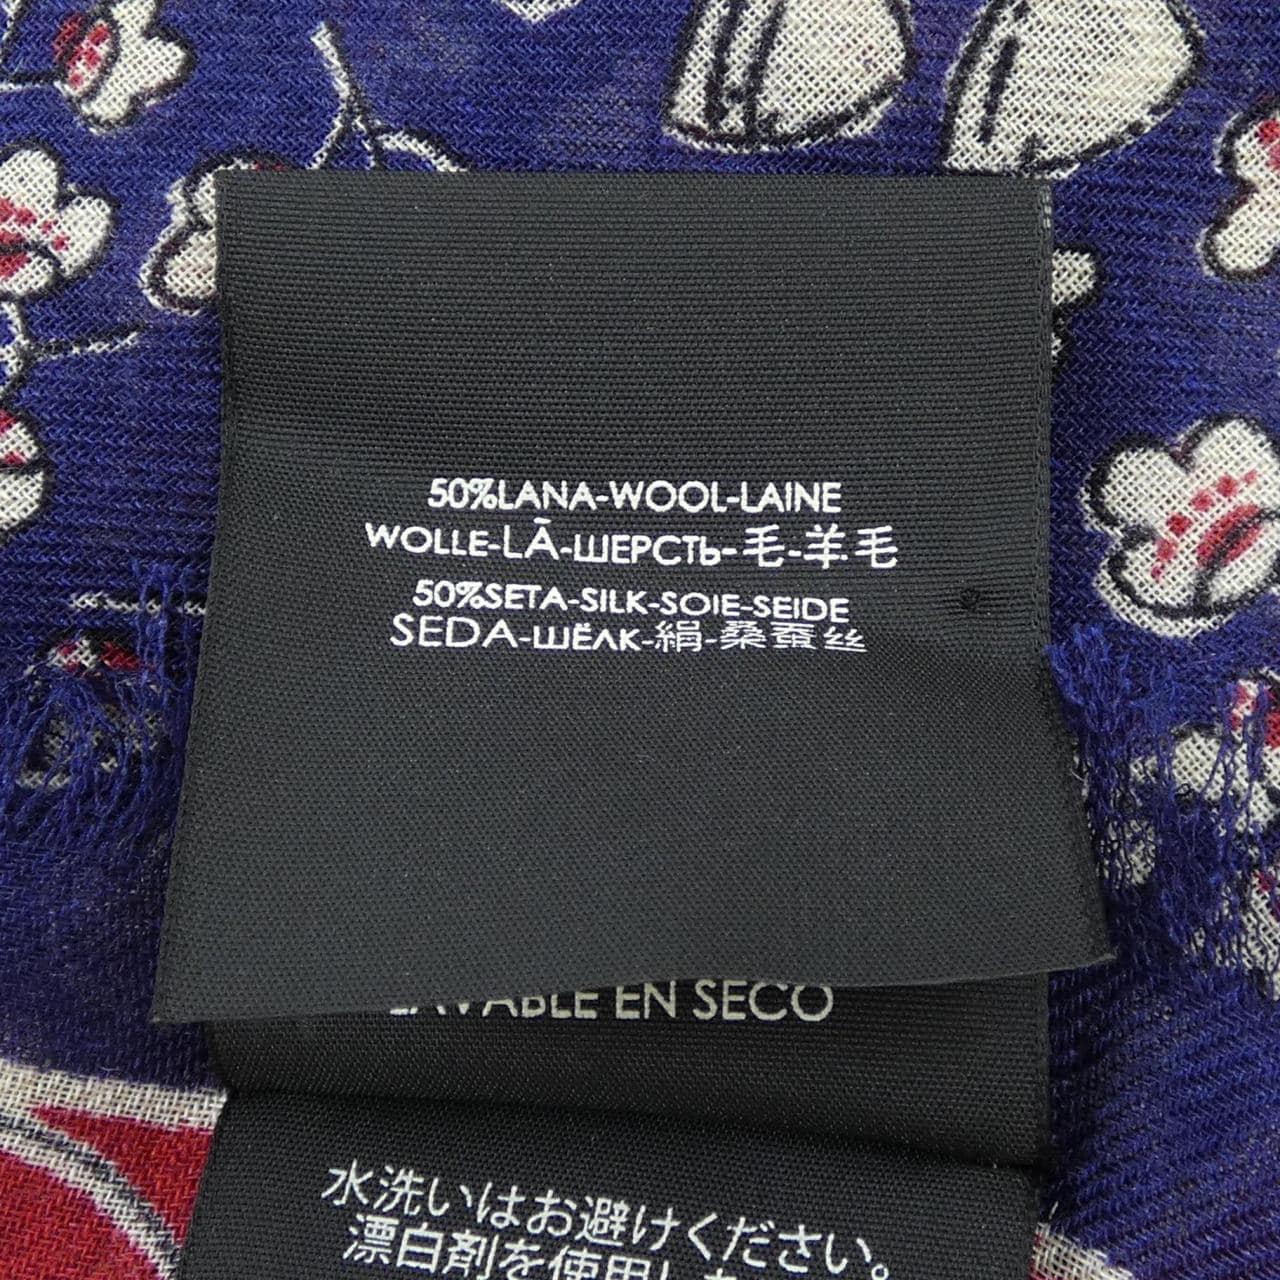 50%LANA-WOOL-LAINE
WOLLE-LĀ-ШЕРСТЬ-毛-羊毛
50%SETA-SILK-SOIE-SEIDE
SEDA-ШЁЛК-絹-桑蚕丝
LAVABLE EN SECO
水洗いはお避けください。
漂白剤を使用し